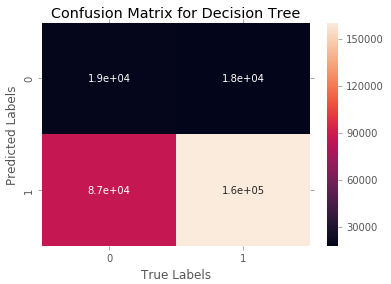 Confusion Matrix for Decision Tree
Predicted Labels
0
1
1.9e+04
1.8e+04
8.7e+04
1.6e+05
0
1
True Labels
150000
120000
90000
60000
30000